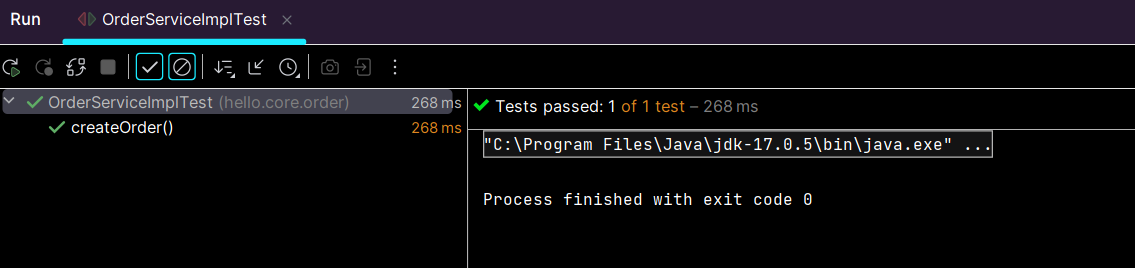 Run OrderServiceImplTest
OrderServiceImplTest (hello.core.order) 268 ms
createOrder() 268 ms
Tests passed: 1 of 1 test – 268 ms
"C:\Program Files\Java\jdk-17.0.5\bin\java.exe" ...
Process finished with exit code 0